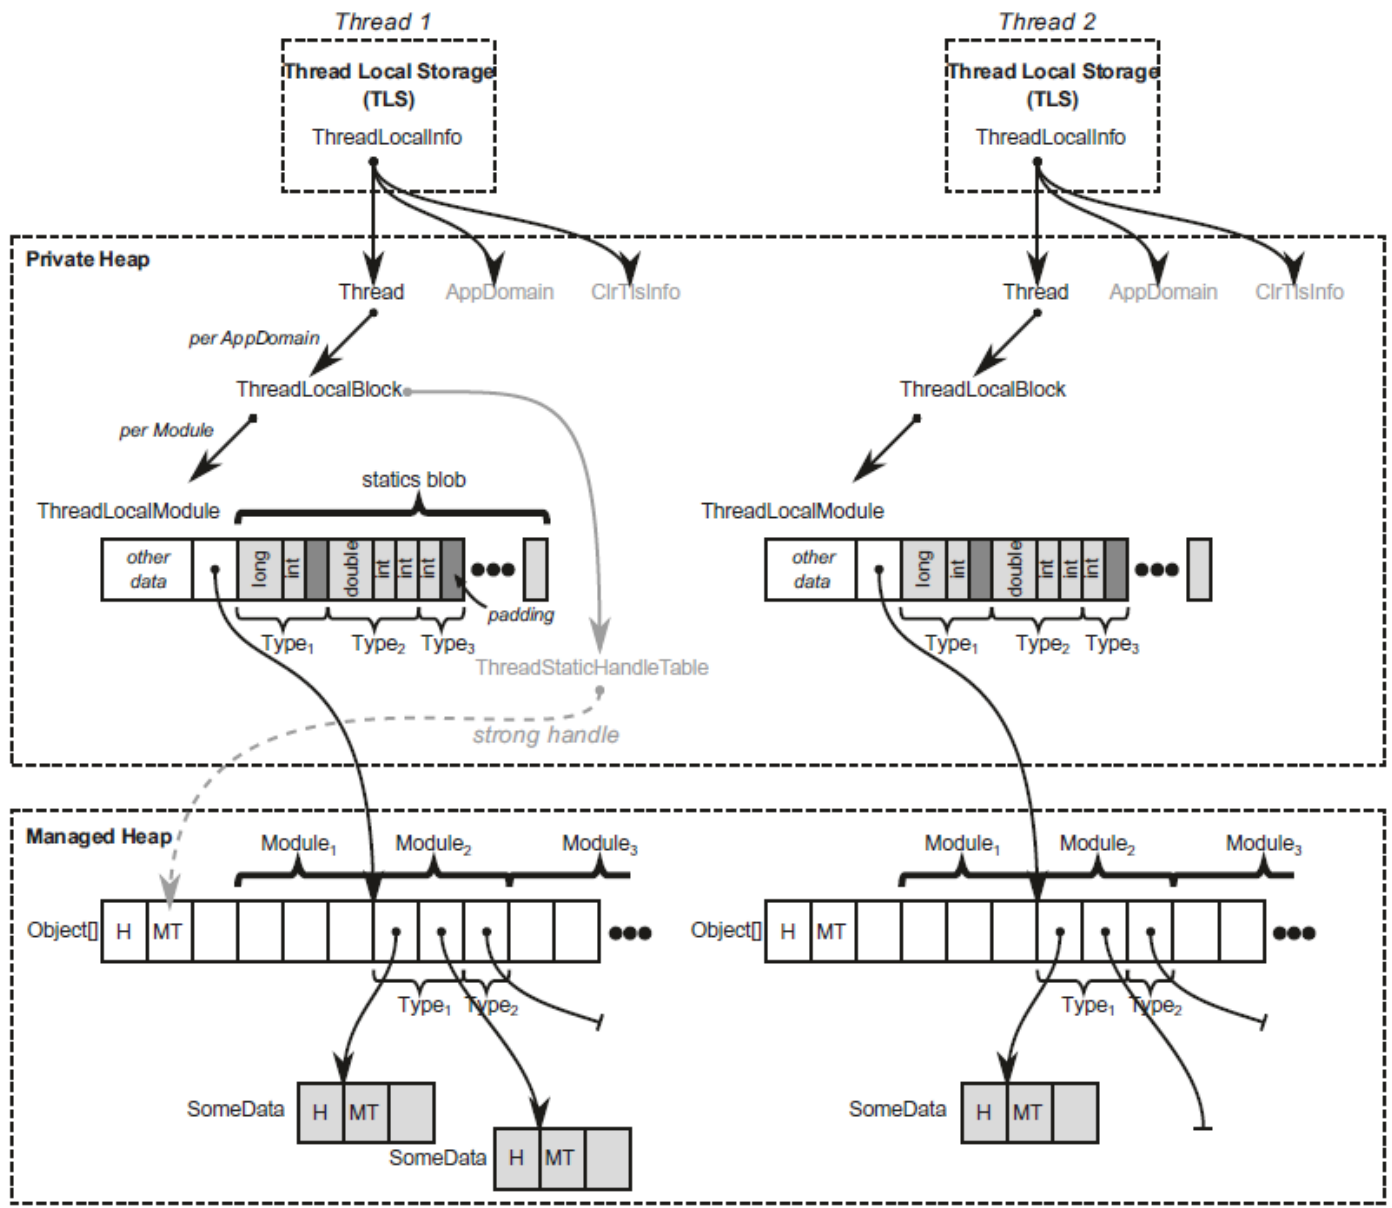 Thread 1
Thread 2
Thread Local Storage
(TLS)
ThreadLocalInfo
Thread Local Storage
(TLS)
ThreadLocalInfo
Private Heap
Thread
AppDomain
ClrTlsInfo
Thread
AppDomain
ClrTlsInfo
per AppDomain
ThreadLocalBlock
ThreadLocalBlock
per Module
statics blob
ThreadLocalModule
ThreadLocalModule
other
data
long
int
double
int
int
int
padding
other
data
long
int
double
int
int
int
Type1
Type2
Type3
Type1
Type2
Type3
ThreadStaticHandleTable
strong handle
Managed Heap
Module1
Module2
Module3
Module1
Module2
Module3
Object[]
H
MT
Object[]
H
MT
Type1
Type2
Type1
Type2
SomeData
H
MT
SomeData
H
MT
SomeData
H
MT